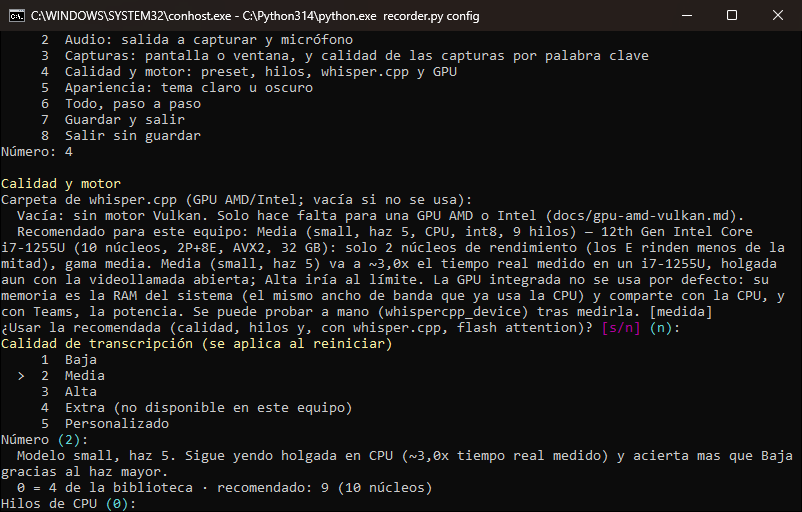 C:\WINDOWS\SYSTEM32\conhost.exe - C:\Python314\python.exe  recorder.py config
2  Audio: salida a capturar y micrófono
3  Capturas: pantalla o ventana, y calidad de las capturas por palabra clave
4  Calidad y motor: preset, hilos, whisper.cpp y GPU
5  Apariencia: tema claro u oscuro
6  Todo, paso a paso
7  Guardar y salir
8  Salir sin guardar
Número: 4
Calidad y motor
Carpeta de whisper.cpp (GPU AMD/Intel; vacía si no se usa):
Vacía: sin motor Vulkan. Solo hace falta para una GPU AMD o Intel (docs/gpu-amd-vulkan.md).
Recomendado para este equipo: Media (small, haz 5, CPU, int8, 9 hilos) — 12th Gen Intel Core
i7-1255U (10 núcleos, 2P+8E, AVX2, 32 GB): solo 2 núcleos de rendimiento (los E rinden menos de la
mitad), gama media. Media (small, haz 5) va a ~3,0x el tiempo real medido en un i7-1255U, holgada
aun con la videollamada abierta; Alta iría al límite. La GPU integrada no se usa por defecto: su
memoria es la RAM del sistema (el mismo ancho de banda que ya usa la CPU) y comparte con la CPU, y
con Teams, la potencia. Se puede probar a mano (whispercpp_device) tras medirla. [medida]
¿Usar la recomendada (calidad, hilos y, con whisper.cpp, flash attention)? [s/n] (n):
Calidad de transcripción (se aplica al reiniciar)
1  Baja
> 2  Media
3  Alta
4  Extra (no disponible en este equipo)
5  Personalizado
Número (2):
Modelo small, haz 5. Sigue yendo holgada en CPU (~3,0x tiempo real medido) y acierta mas que Baja
gracias al haz mayor.
0 = 4 de la biblioteca · recomendado: 9 (10 núcleos)
Hilos de CPU (0):